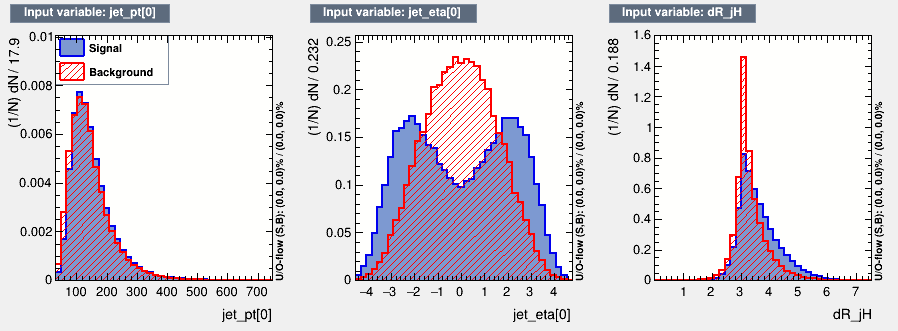 Input variable: jet_pt[0]
(1/N) dN / 17.9
0.01
0.008
0.006
0.004
0.002
0
Signal
Background
100 200 300 400 500 600 700
jet_pt[0]
U/O-flow (S,B): (0.0, 0.0)% / (0.0, 0.0)%
Input variable: jet_eta[0]
(1/N) dN / 0.232
0.25
0.2
0.15
0.1
0.05
0
−4 −3 −2 −1 0 1 2 3 4
jet_eta[0]
U/O-flow (S,B): (0.0, 0.0)% / (0.0, 0.0)%
Input variable: dR_jH
(1/N) dN / 0.188
1.6
1.4
1.2
1
0.8
0.6
0.4
0.2
0
1 2 3 4 5 6 7
dR_jH
U/O-flow (S,B): (0.0, 0.0)% / (0.0, 0.0)%